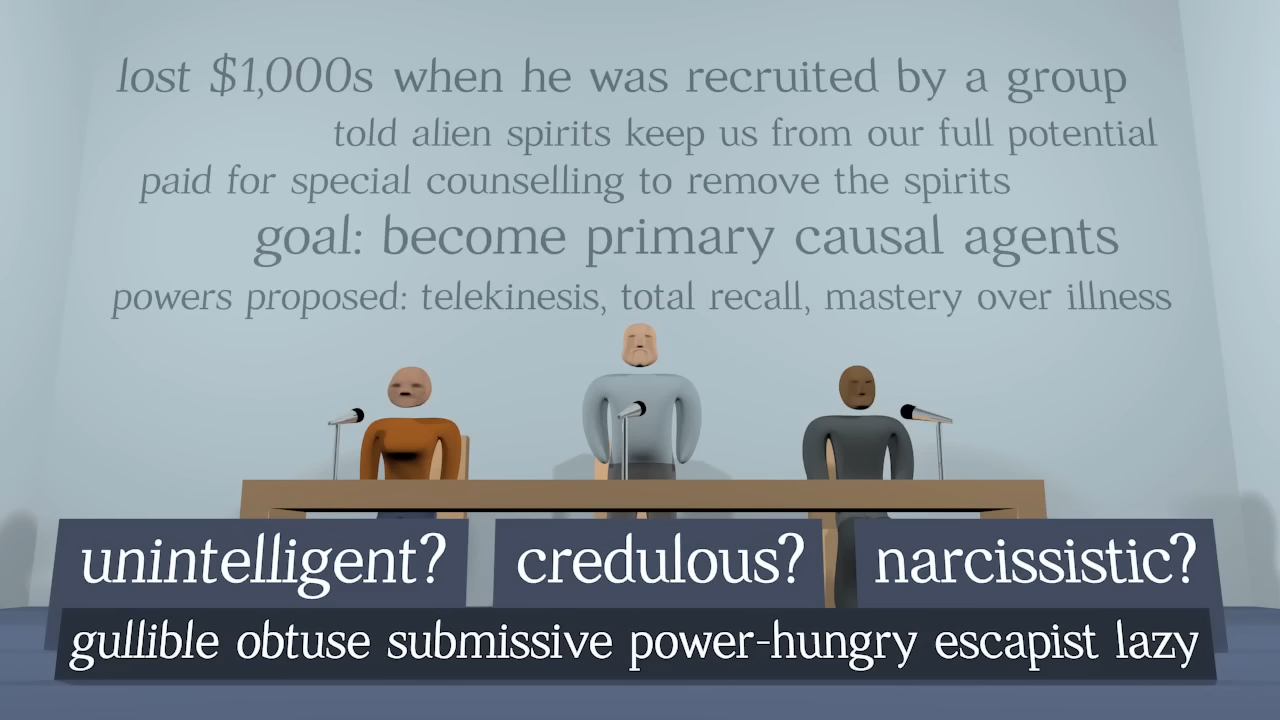 lost $1,000s when he was recruited by a group
told alien spirits keep us from our full potential
paid for special counselling to remove the spirits
goal: become primary causal agents
powers proposed: telekinesis, total recall, mastery over illness
unintelligent? credulous? narcissistic?
gullible obtuse submissive power-hungry escapist lazy